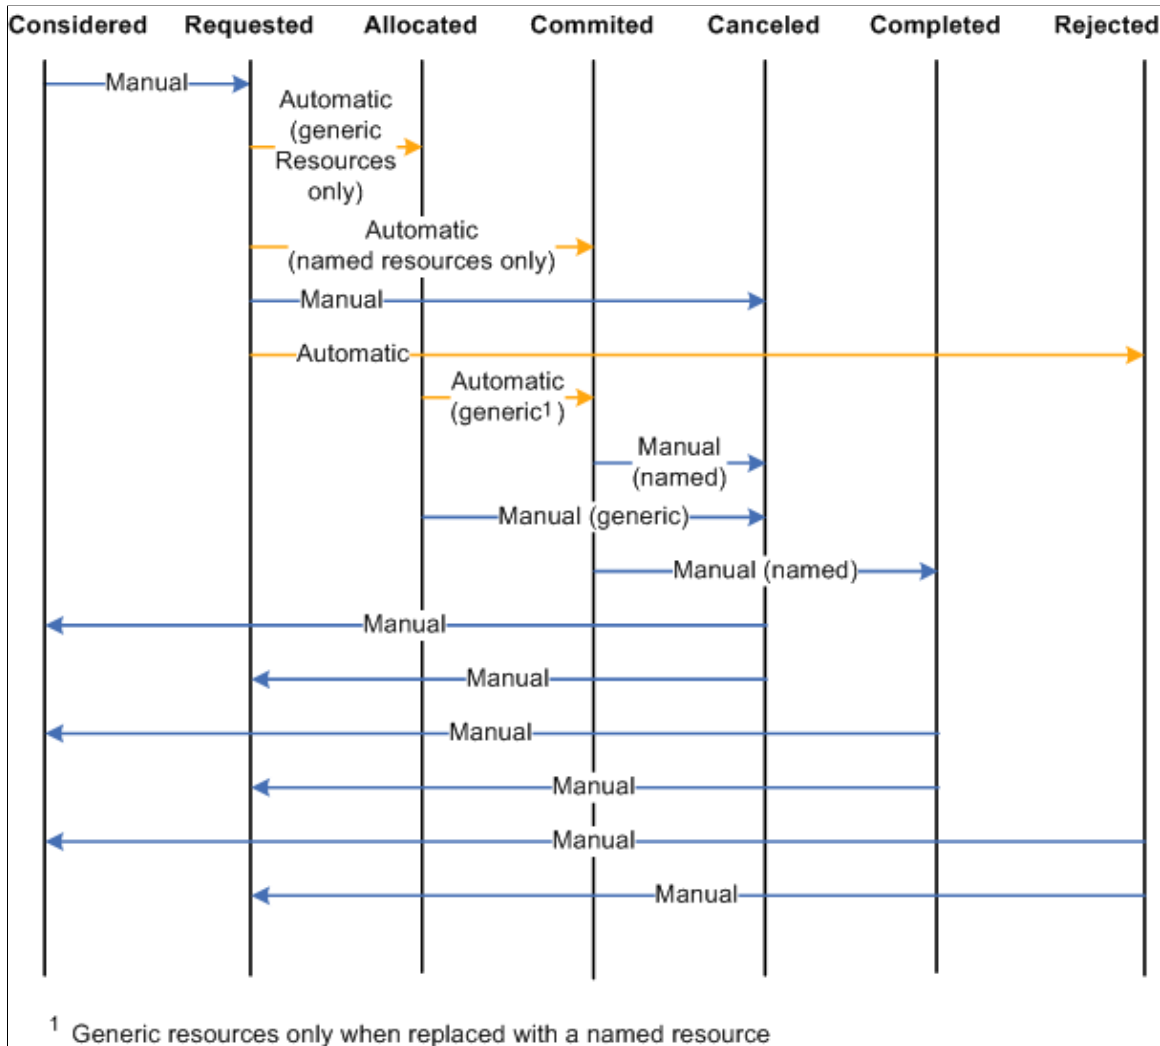 Considered Requested Allocated Commited Canceled Completed Rejected
Manual
Automatic
(generic
Resources
only)
Automatic
(named resources only)
Manual
Automatic
Automatic
(generic1)
Manual
(named)
Manual (generic)
Manual (named)
Manual
Manual
Manual
Manual
Manual
Manual
1 Generic resources only when replaced with a named resource